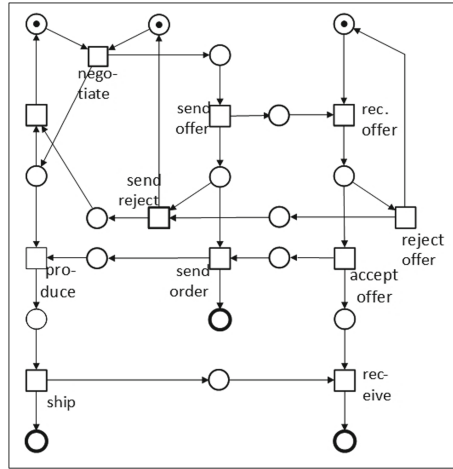 nego-
tiate
send
offer
rec.
offer
send
reject
reject
offer
pro-
duce
send
order
accept
offer
ship
rec-
eive